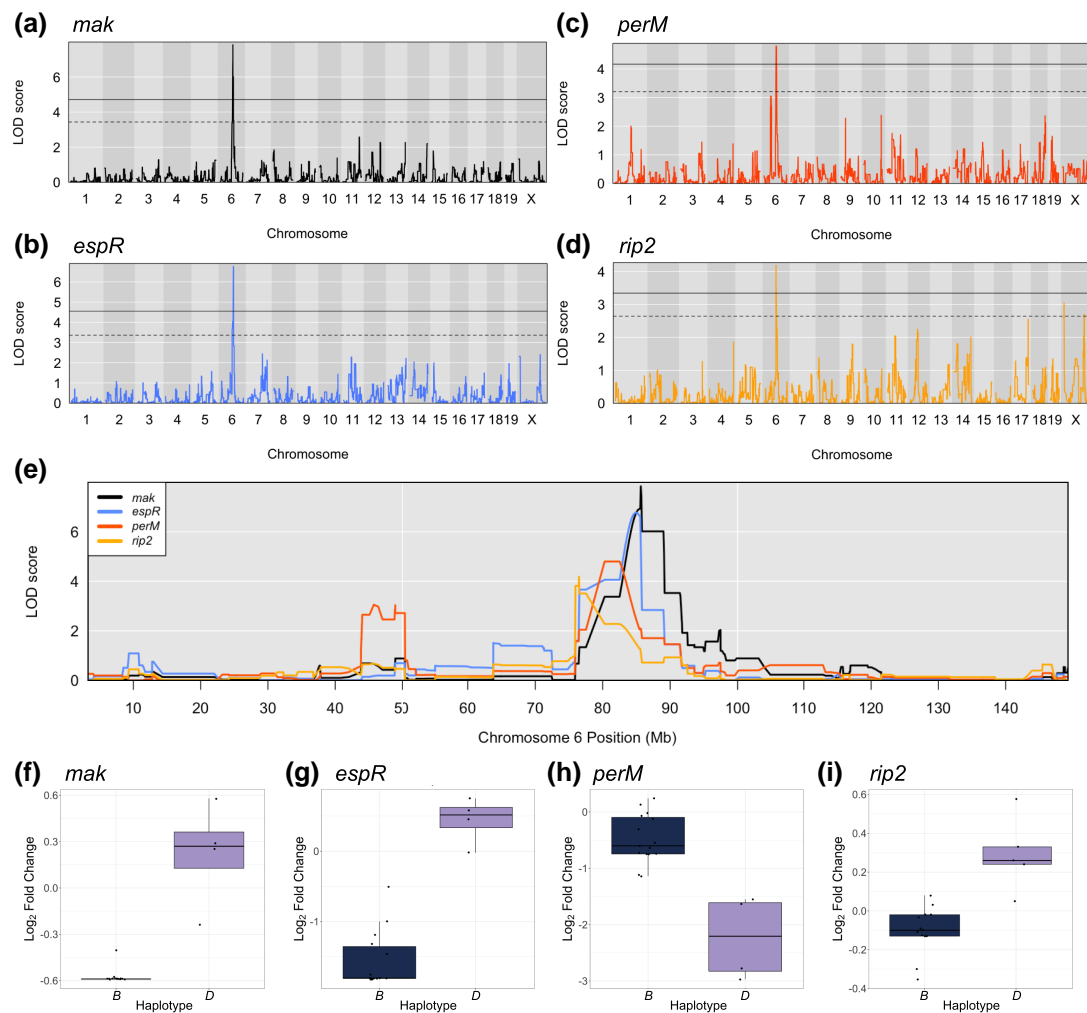 (a) mak
LOD score
6
4
2
0
1 2 3 4 5 6 7 8 9 10 11 12 13 14 15 16 17 1819 X
Chromosome
(c) perM
LOD score
4
3
2
1
0
1 2 3 4 5 6 7 8 9 10 11 12 13 14 15 16 17 1819 X
Chromosome
(b) espR
LOD score
6
5
4
3
2
1
0
1 2 3 4 5 6 7 8 9 10 11 12 13 14 15 16 17 1819 X
Chromosome
(d) rip2
LOD score
4
3
2
1
0
1 2 3 4 5 6 7 8 9 10 11 12 13 14 15 16 17 1819 X
Chromosome
(e)
mak
espR
perM
rip2
LOD score
6
4
2
0
10 20 30 40 50 60 70 80 90 100 110 120 130 140
Chromosome 6 Position (Mb)
(f) mak
Log2 Fold Change
0.6
0.3
0.0
-0.3
-0.6
B D
Haplotype
(g) espR
Log2 Fold Change
0
-1
B D
Haplotype
(h) perM
Log2 Fold Change
0
-1
-2
-3
B D
Haplotype
(i) rip2
Log2 Fold Change
0.6
0.4
0.2
-0.0
-0.2
0.4
B D
Haplotype